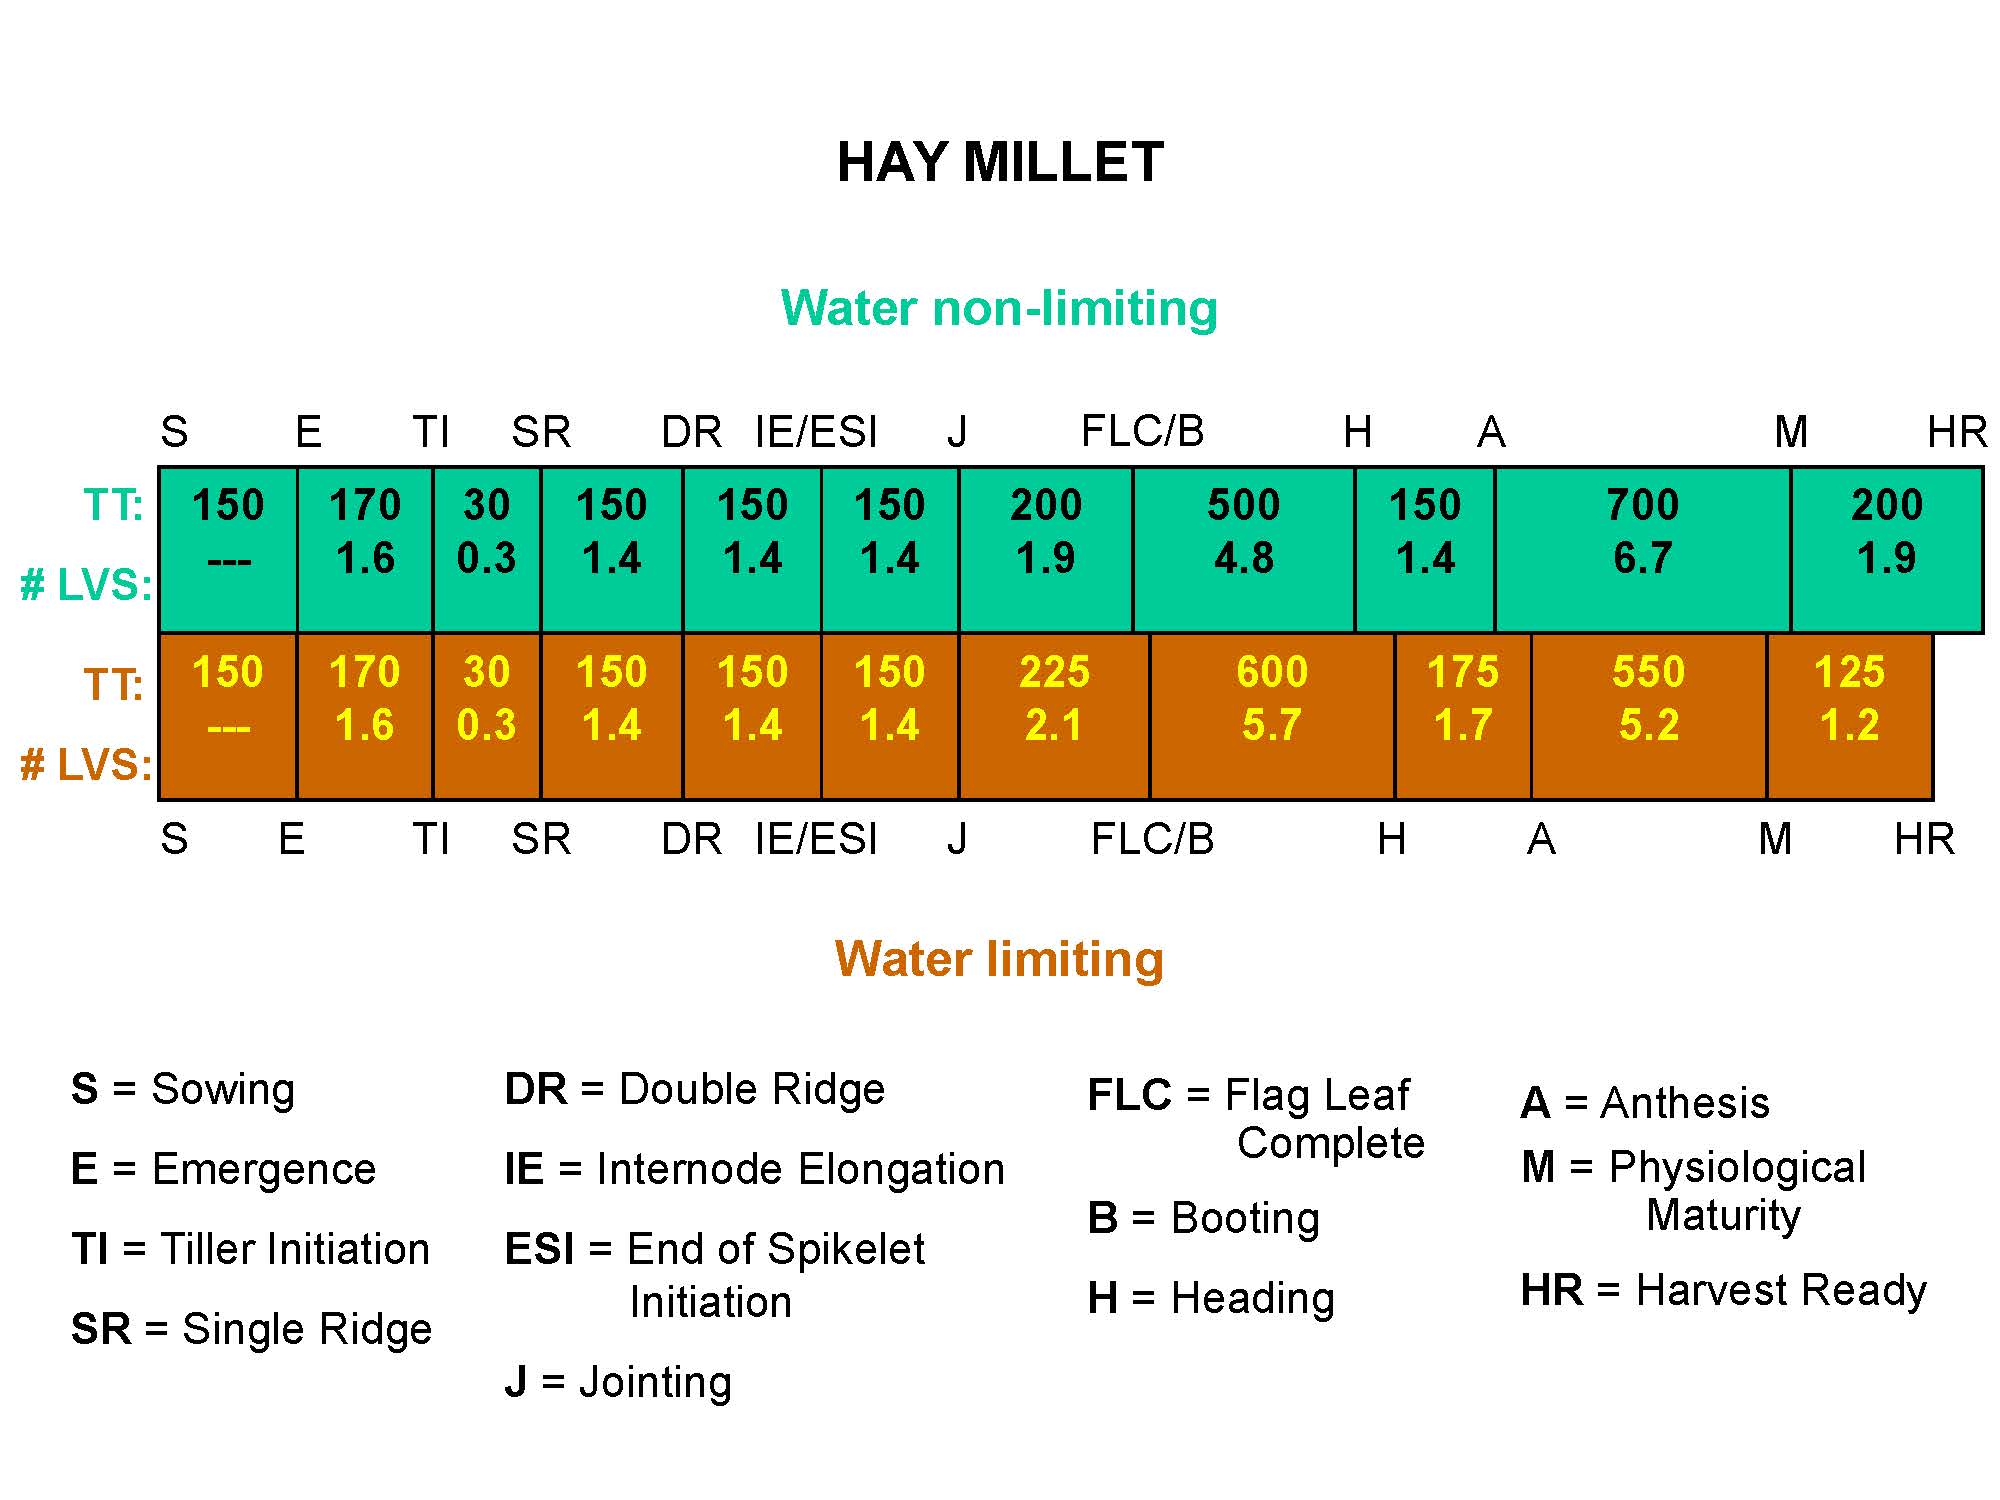 HAY MILLET
Water non-limiting
S E TI SR DR IE/ESI J FLC/B H A M HR
TT: 150 170 30 150 150 150 200 500 150 700 200
# LVS: --- 1.6 0.3 1.4 1.4 1.4 1.9 4.8 1.4 6.7 1.9
TT: 150 170 30 150 150 150 225 600 175 550 125
# LVS: --- 1.6 0.3 1.4 1.4 1.4 2.1 5.7 1.7 5.2 1.2
S E TI SR DR IE/ESI J FLC/B H A M HR
Water limiting
S = Sowing
E = Emergence
TI = Tiller Initiation
SR = Single Ridge
DR = Double Ridge
IE = Internode Elongation
ESI = End of Spikelet
Initiation
J = Jointing
FLC = Flag Leaf
Complete
B = Booting
H = Heading
A = Anthesis
M = Physiological
Maturity
HR = Harvest Ready